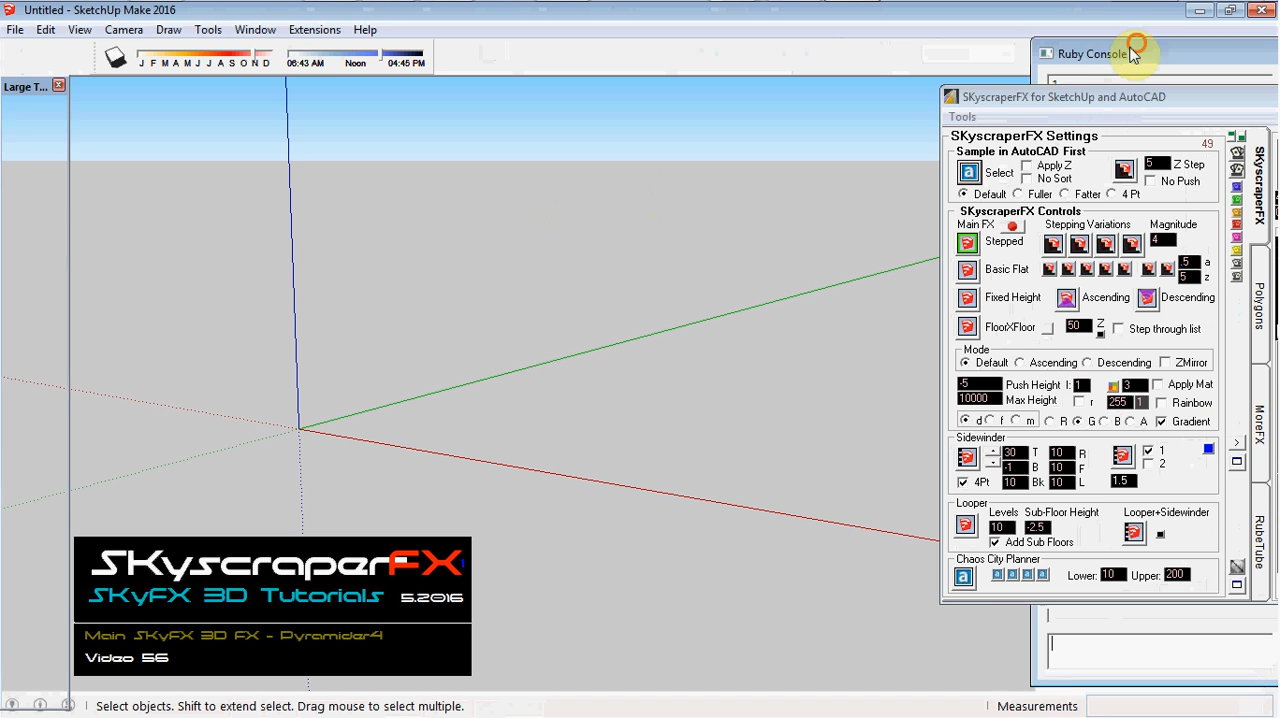 Untitled - SketchUp Make 2016
File Edit View Camera Draw Tools Window Extensions Help
J F M A M J J A S O N D 06:43 AM Noon 04:45 PM
Large T...
Ruby Console
SKyscraperFX for SketchUp and AutoCAD
Tools
SKyscraperFX Settings
49
Sample in AutoCAD First
Select Apply Z 5 Z Step
No Sort No Push
Default Fuller Fatter 4 Pt
SKyscraperFX Controls
Main FX Stepping Variations Magnitude
Stepped 4
Basic Flat .5 a
5 z
Fixed Height Ascending Descending
FloorXFloor 50 Z Step through list
Mode
Default Ascending Descending ZMirror
-5 Push Height I: 1 3 Apply Mat
10000 Max Height r 255 1 Rainbow
d f m R G B A Gradient
Sidewinder
30 T 10 R 1
-1 B 10 F 2
4Pt 10 Bk 10 L 1.5
Looper
Levels Sub-Floor Height Looper+Sidewinder
10 -2.5
Add Sub Floors
Chaos City Planner
Lower: 10 Upper: 200
SKyscraperFX
Polygons
MoreFX
RubeTube
SKyscraperFX
SKyFX 3D Tutorials 5.2016
Main SKyFX 3D FX - Pyramider4
Video 56
Select objects. Shift to extend select. Drag mouse to select multiple.
Measurements